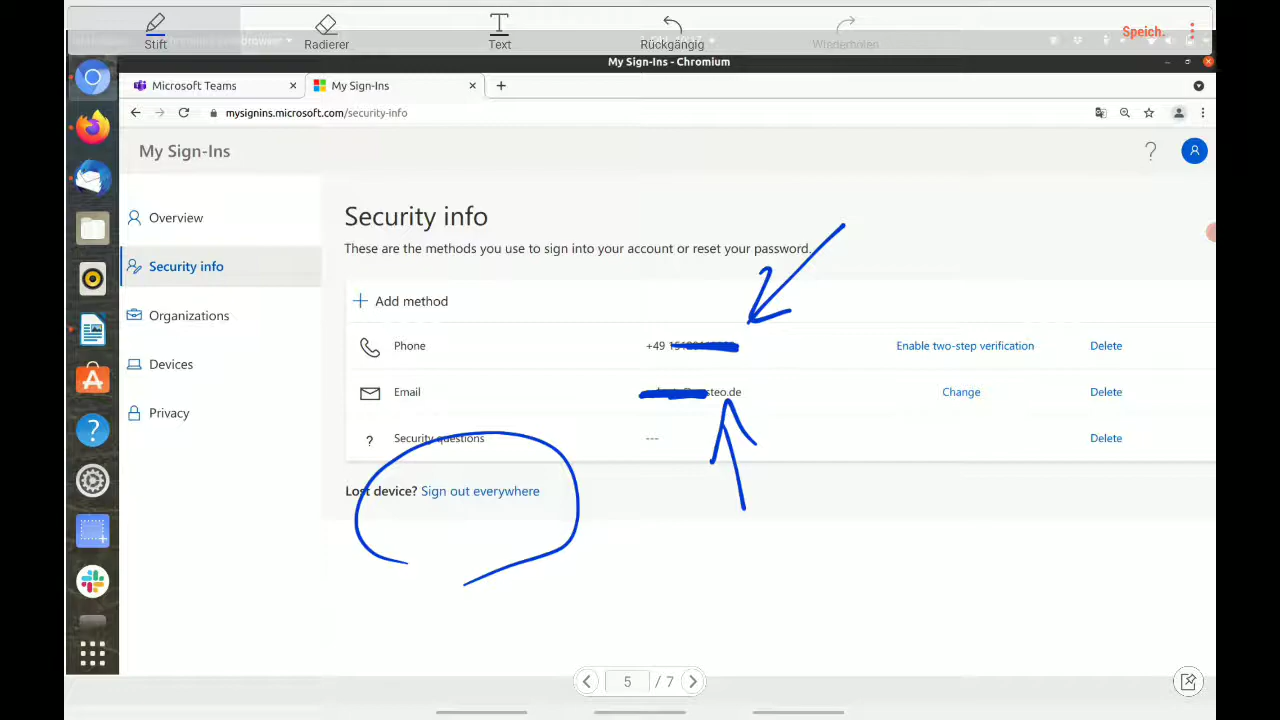 Stift
Radierer
Text
Rückgängig
Wiederholen
Speich.
My Sign-Ins - Chromium
Microsoft Teams
My Sign-Ins
mysignins.microsoft.com/security-info
My Sign-Ins
?
Overview
Security info
Organizations
Devices
Privacy
Security info
These are the methods you use to sign into your account or reset your password.
+ Add method
Phone +49 Enable two-step verification Delete
Email steo.de Change Delete
? Security questions --- Delete
Lost device? Sign out everywhere
5 / 7